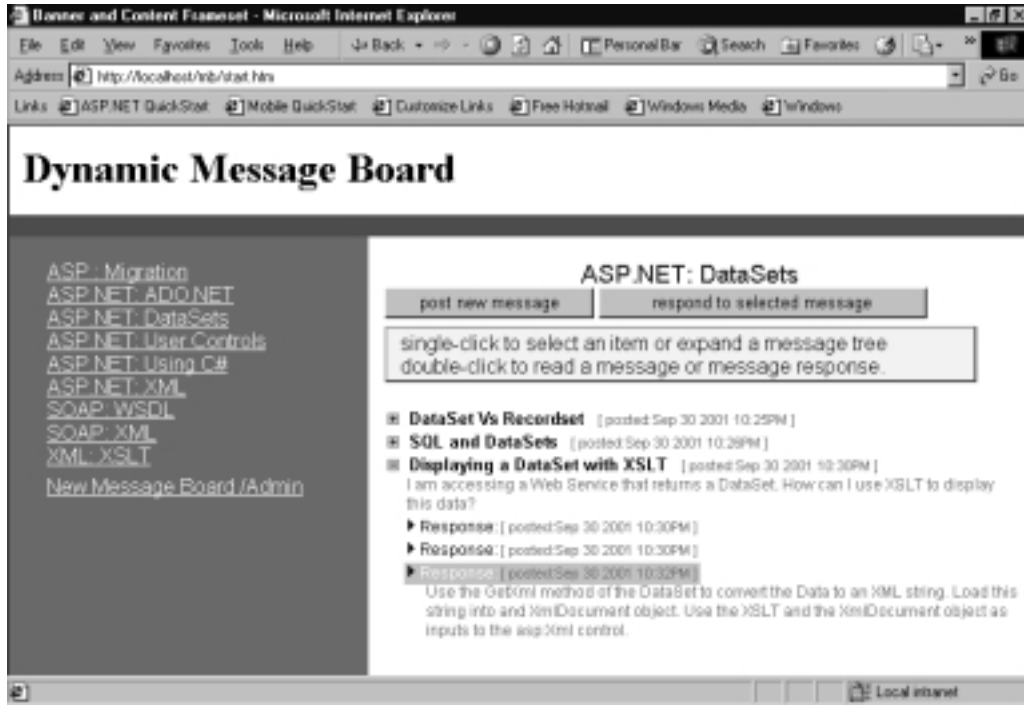 Banner and Content Frameset - Microsoft Internet Explorer
File Edit View Favorites Tools Help Back Personal Bar Search Favorites »
Address http://localhost/mb/start.htm Go
Links ASP.NET QuickStart Mobile QuickStart Customize Links Free Hotmail Windows Media Windows
Dynamic Message Board
ASP : Migration
ASP.NET: ADO.NET
ASP.NET: DataSets
ASP.NET: User Controls
ASP.NET: Using C#
ASP.NET: XML
SOAP: WSDL
SOAP: XML
XML: XSLT
New Message Board /Admin
ASP.NET: DataSets
post new message respond to selected message
single-click to select an item or expand a message tree
double-click to read a message or message response.
DataSet Vs Recordset [ posted:Sep 30 2001 10:25PM ]
SQL and DataSets [ posted:Sep 30 2001 10:28PM ]
Displaying a DataSet with XSLT [ posted:Sep 30 2001 10:30PM ]
I am accessing a Web Service that returns a DataSet. How can I use XSLT to display
this data?
Response: [ posted:Sep 30 2001 10:30PM ]
Response: [ posted:Sep 30 2001 10:30PM ]
Response: [ posted:Sep 30 2001 10:32PM ]
Use the GetXml method of the DataSet to convert the Data to an XML string. Load this
string into and XmlDocument object. Use the XSLT and the XmlDocument object as
inputs to the asp:Xml control.
Local intranet